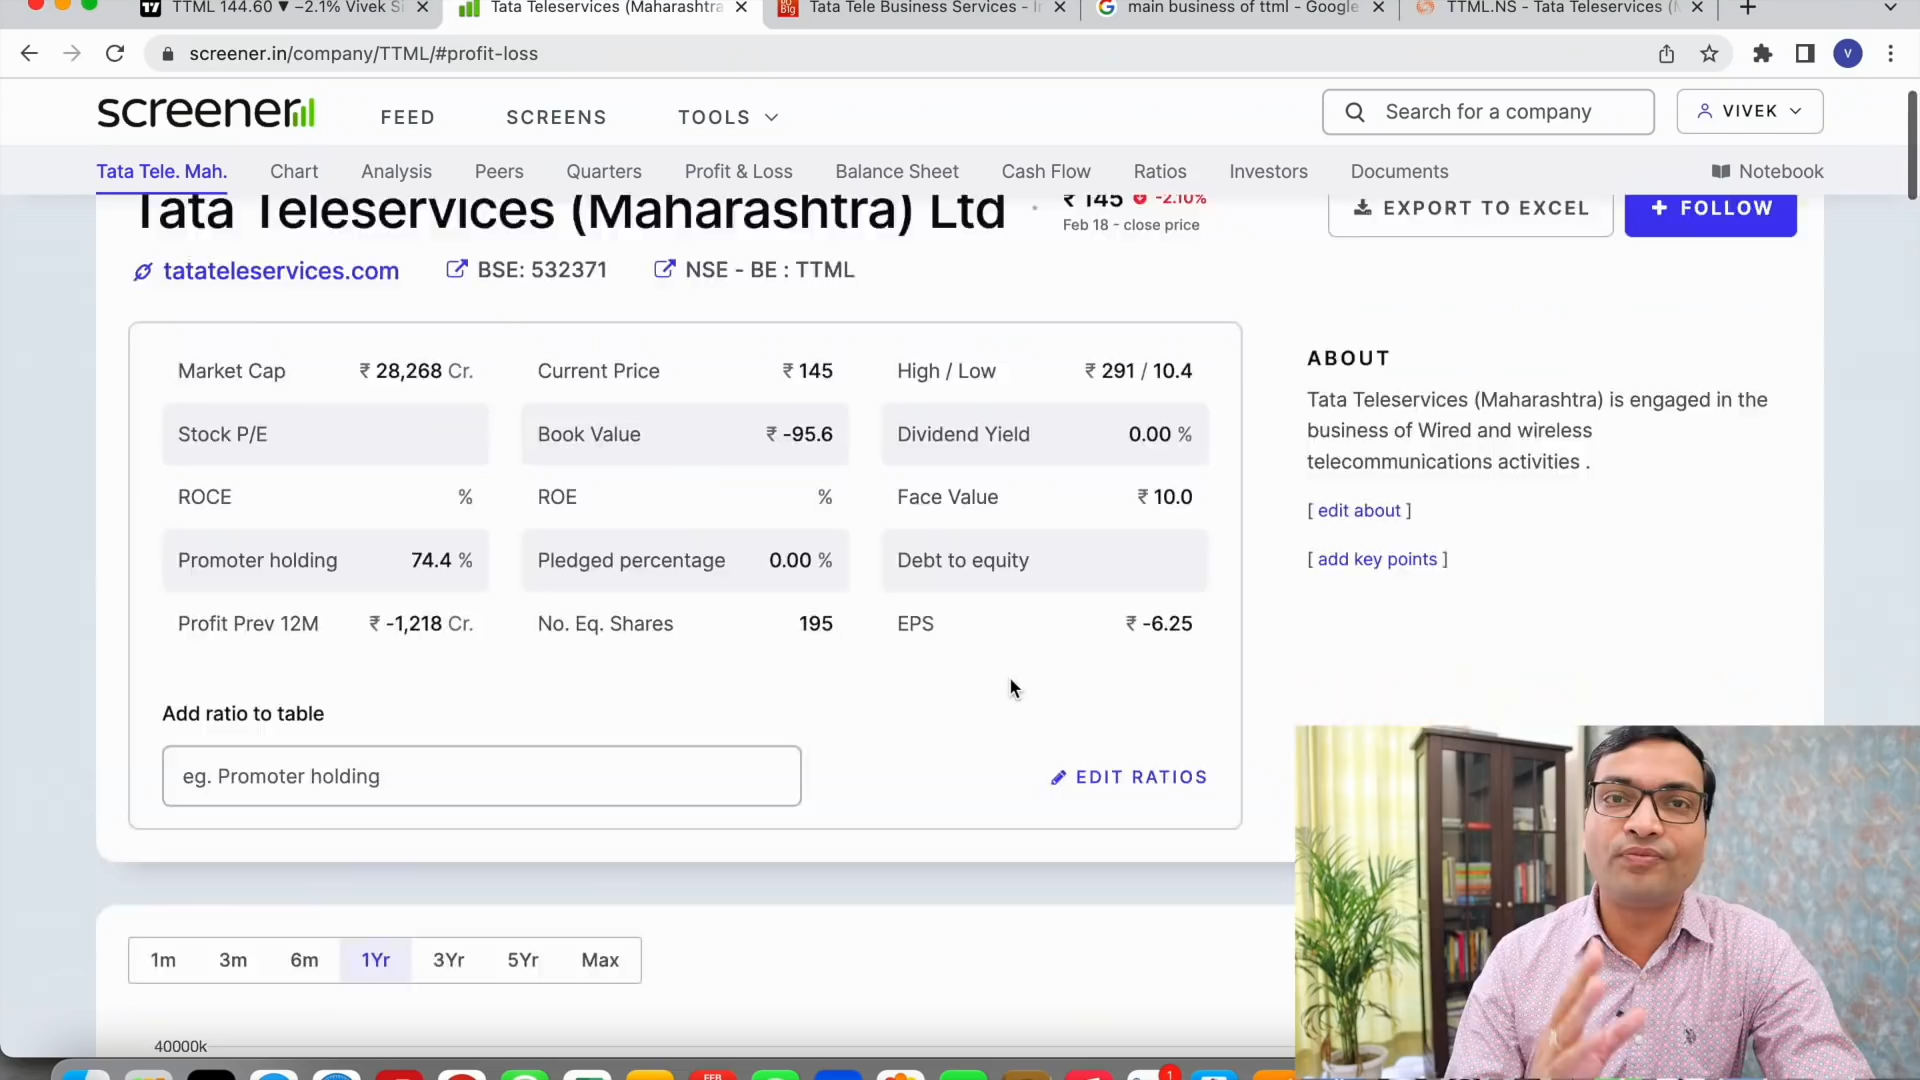 TTML 144.60 ▼ −2.1% Vivek Si
Tata Teleservices (Maharashtra
Tata Tele Business Services - I
main business of ttml - Google
TTML.NS - Tata Teleservices (M
screener.in/company/TTML/#profit-loss
V
screener
FEED
SCREENS
TOOLS
Search for a company
VIVEK
Tata Tele. Mah.
Chart
Analysis
Peers
Quarters
Profit & Loss
Balance Sheet
Cash Flow
Ratios
Investors
Documents
Notebook
Tata Teleservices (Maharashtra) Ltd
₹ 145 -2.10%
Feb 18 - close price
EXPORT TO EXCEL
+ FOLLOW
tatateleservices.com
BSE: 532371
NSE - BE : TTML
Market Cap ₹ 28,268 Cr.
Current Price ₹ 145
High / Low ₹ 291 / 10.4
Stock P/E
Book Value ₹ -95.6
Dividend Yield 0.00 %
ROCE %
ROE %
Face Value ₹ 10.0
Promoter holding 74.4 %
Pledged percentage 0.00 %
Debt to equity
Profit Prev 12M ₹ -1,218 Cr.
No. Eq. Shares 195
EPS ₹ -6.25
Add ratio to table
eg. Promoter holding
EDIT RATIOS
ABOUT
Tata Teleservices (Maharashtra) is engaged in the
business of Wired and wireless
telecommunications activities .
[ edit about ]
[ add key points ]
1m
3m
6m
1Yr
3Yr
5Yr
Max
40000k
FEB
1